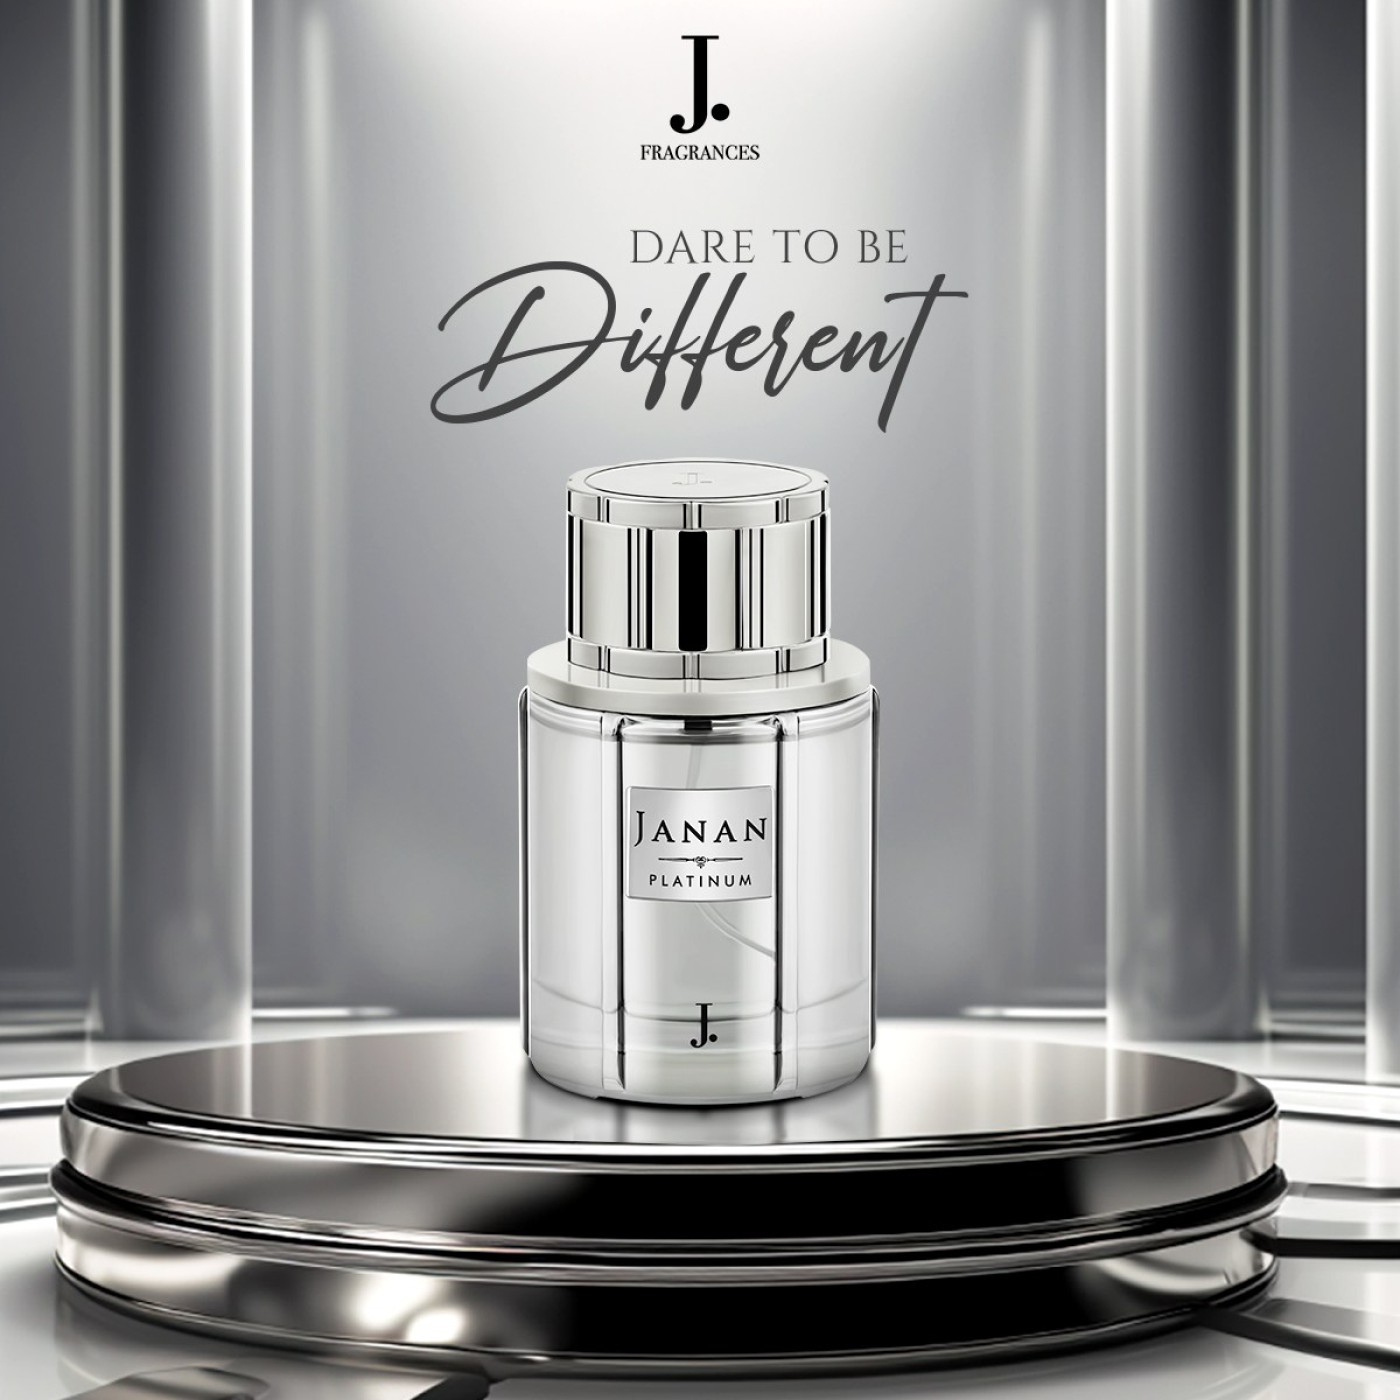 J.
FRAGRANCES
DARE TO BE
Different
J.
JANAN
PLATINUM
J.